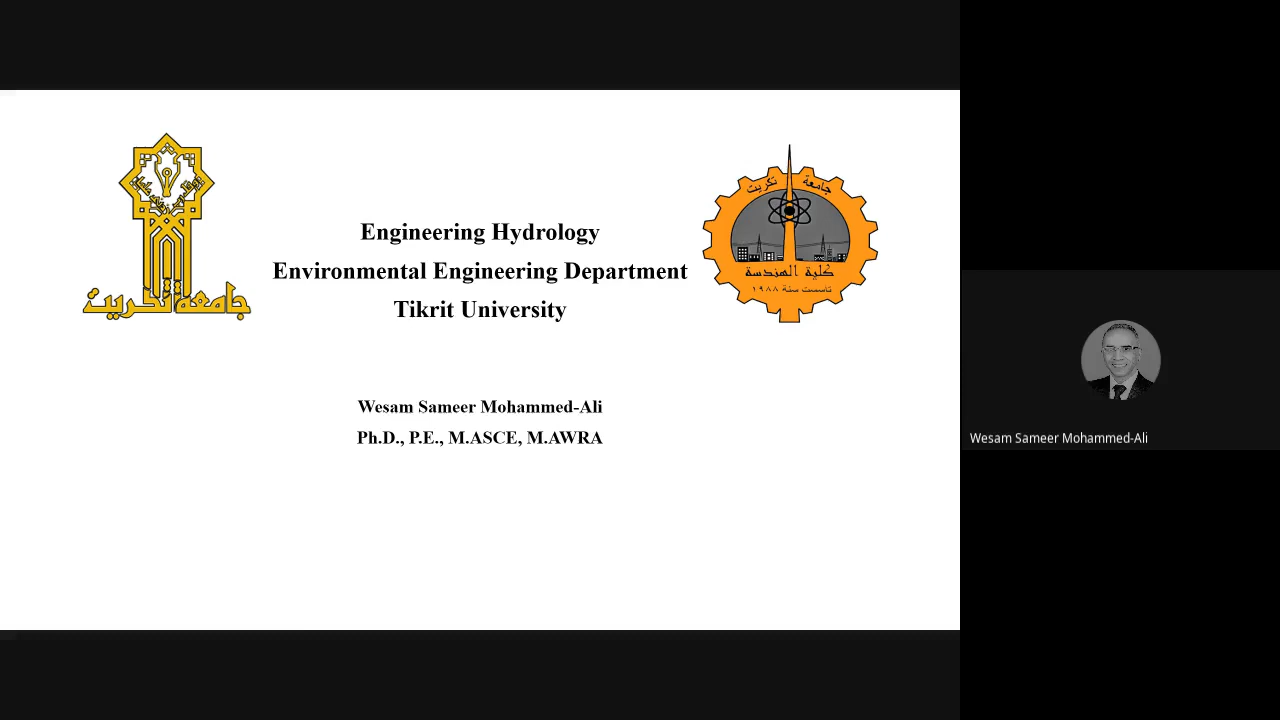 جامعة تكريت
جامعة تكريت
كلية الهندسة
تأسست سنة ١٩٨٨
Engineering Hydrology
Environmental Engineering Department
Tikrit University
Wesam Sameer Mohammed-Ali
Ph.D., P.E., M.ASCE, M.AWRA
Wesam Sameer Mohammed-Ali